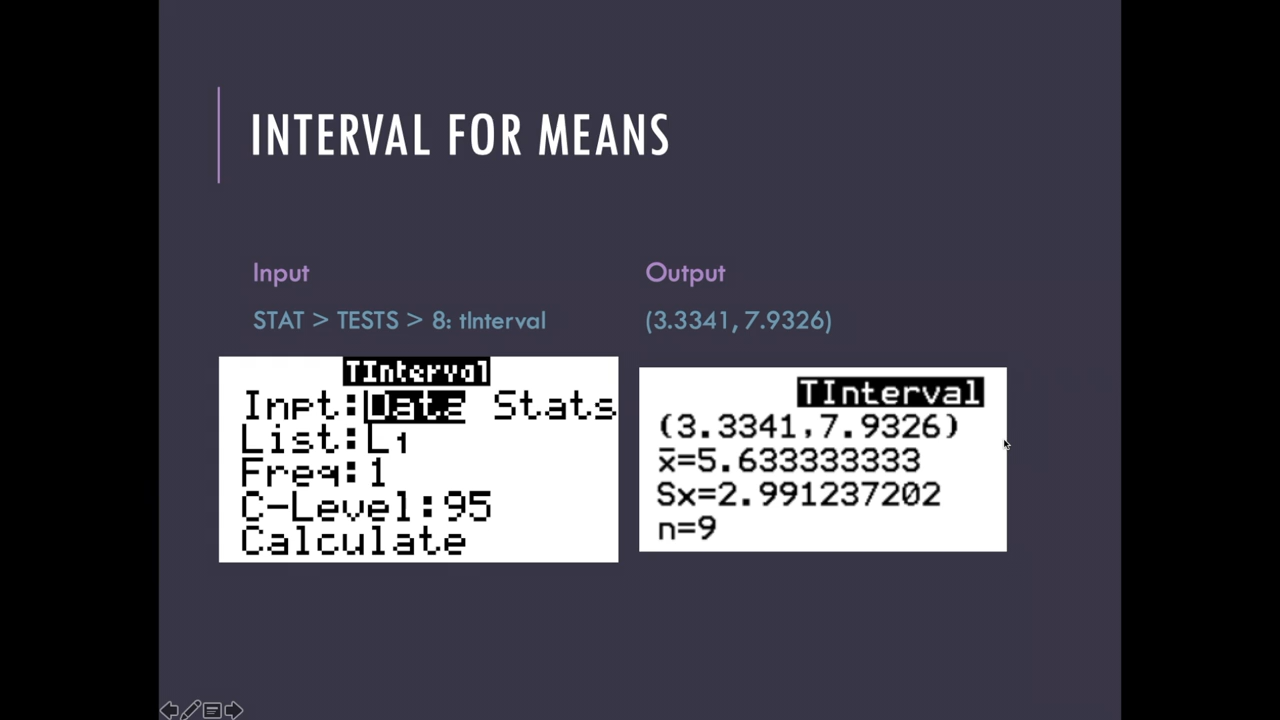 INTERVAL FOR MEANS
Input
STAT > TESTS > 8: tInterval
TInterval
Inpt:Data Stats
List:L1
Freq:1
C-Level:95
Calculate
Output
(3.3341, 7.9326)
TInterval
(3.3341,7.9326)
x̄=5.633333333
Sx=2.991237202
n=9